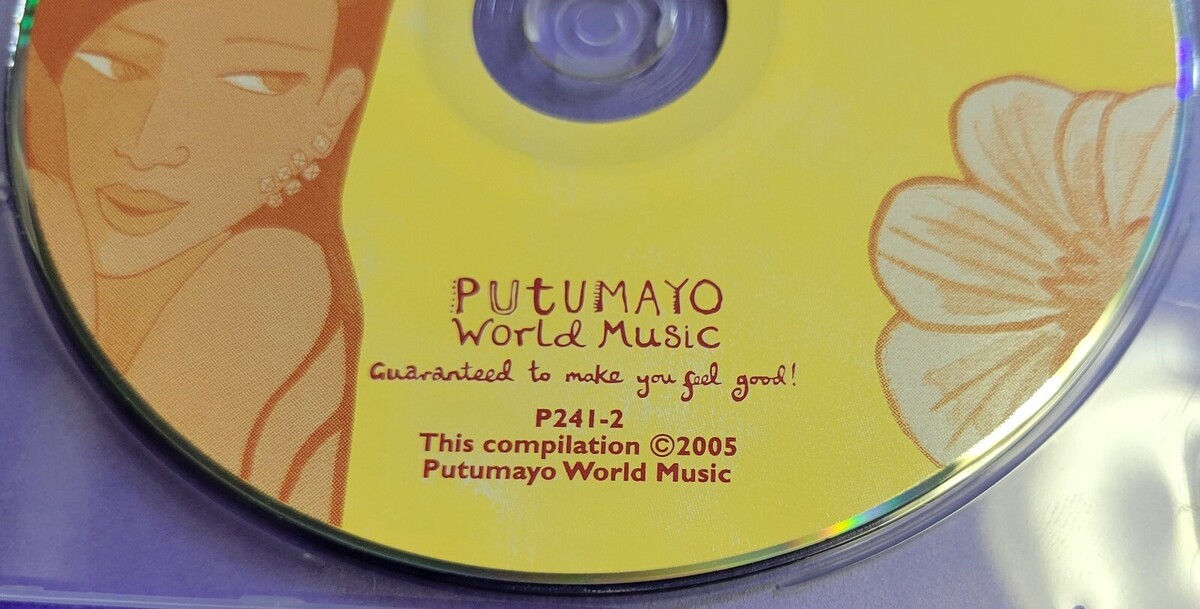 PUTUMAYO
World Music
Guaranteed to make you feel good!
P241-2
This compilation ©2005
Putumayo World Music